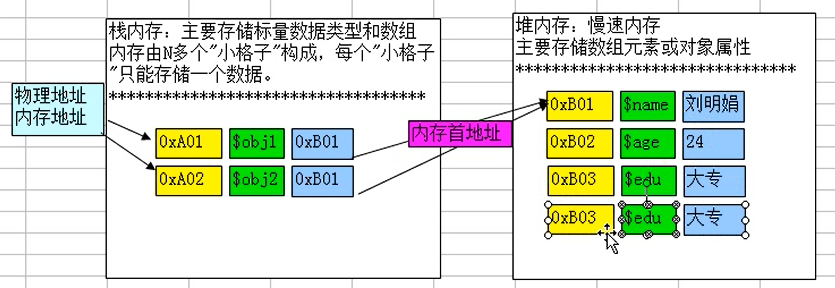 栈内存：主要存储标量数据类型和数组
内存由N多个"小格子"构成，每个"小格子
"只能存储一个数据。
***********************************
物理地址
内存地址
0xA01 $obj1 0xB01
0xA02 $obj2 0xB01
内存首地址
堆内存：慢速内存
主要存储数组元素或对象属性
*******************************
0xB01 $name 刘明娟
0xB02 $age 24
0xB03 $edu 大专
0xB03 $edu 大专